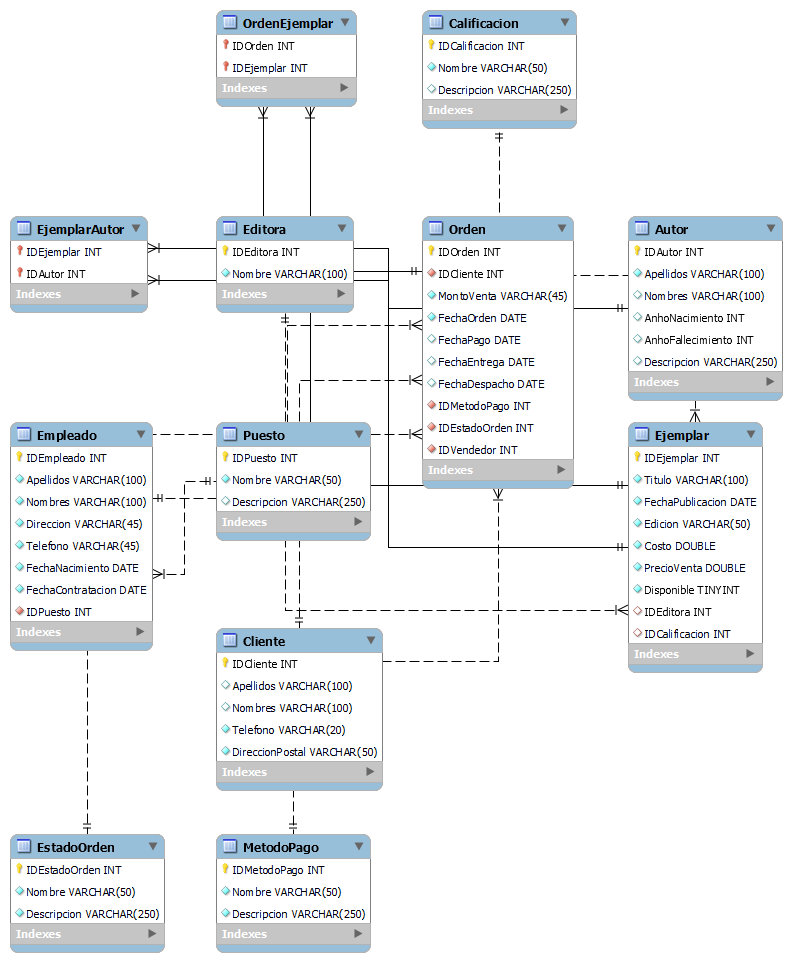 OrdenEjemplar
IDOrden INT
IDEjemplar INT
Indexes
Calificacion
IDCalificacion INT
Nombre VARCHAR(50)
Descripcion VARCHAR(250)
Indexes
EjemplarAutor
IDEjemplar INT
IDAutor INT
Indexes
Editora
IDEditora INT
Nombre VARCHAR(100)
Indexes
Orden
IDOrden INT
IDCliente INT
MontoVenta VARCHAR(45)
FechaOrden DATE
FechaPago DATE
FechaEntrega DATE
FechaDespacho DATE
IDMetodoPago INT
IDEstadoOrden INT
IDVendedor INT
Indexes
Autor
IDAutor INT
Apellidos VARCHAR(100)
Nombres VARCHAR(100)
AnhoNacimiento INT
AnhoFallecimiento INT
Descripcion VARCHAR(250)
Indexes
Empleado
IDEmpleado INT
Apellidos VARCHAR(100)
Nombres VARCHAR(100)
Direccion VARCHAR(45)
Telefono VARCHAR(45)
FechaNacimiento DATE
FechaContratacion DATE
IDPuesto INT
Indexes
Puesto
IDPuesto INT
Nombre VARCHAR(50)
Descripcion VARCHAR(250)
Indexes
Ejemplar
IDEjemplar INT
Titulo VARCHAR(100)
FechaPublicacion DATE
Edicion VARCHAR(50)
Costo DOUBLE
PrecioVenta DOUBLE
Disponible TINYINT
IDEditora INT
IDCalificacion INT
Indexes
Cliente
IDCliente INT
Apellidos VARCHAR(100)
Nombres VARCHAR(100)
Telefono VARCHAR(20)
DireccionPostal VARCHAR(50)
Indexes
EstadoOrden
IDEstadoOrden INT
Nombre VARCHAR(50)
Descripcion VARCHAR(250)
Indexes
MetodoPago
IDMetodoPago INT
Nombre VARCHAR(50)
Descripcion VARCHAR(250)
Indexes